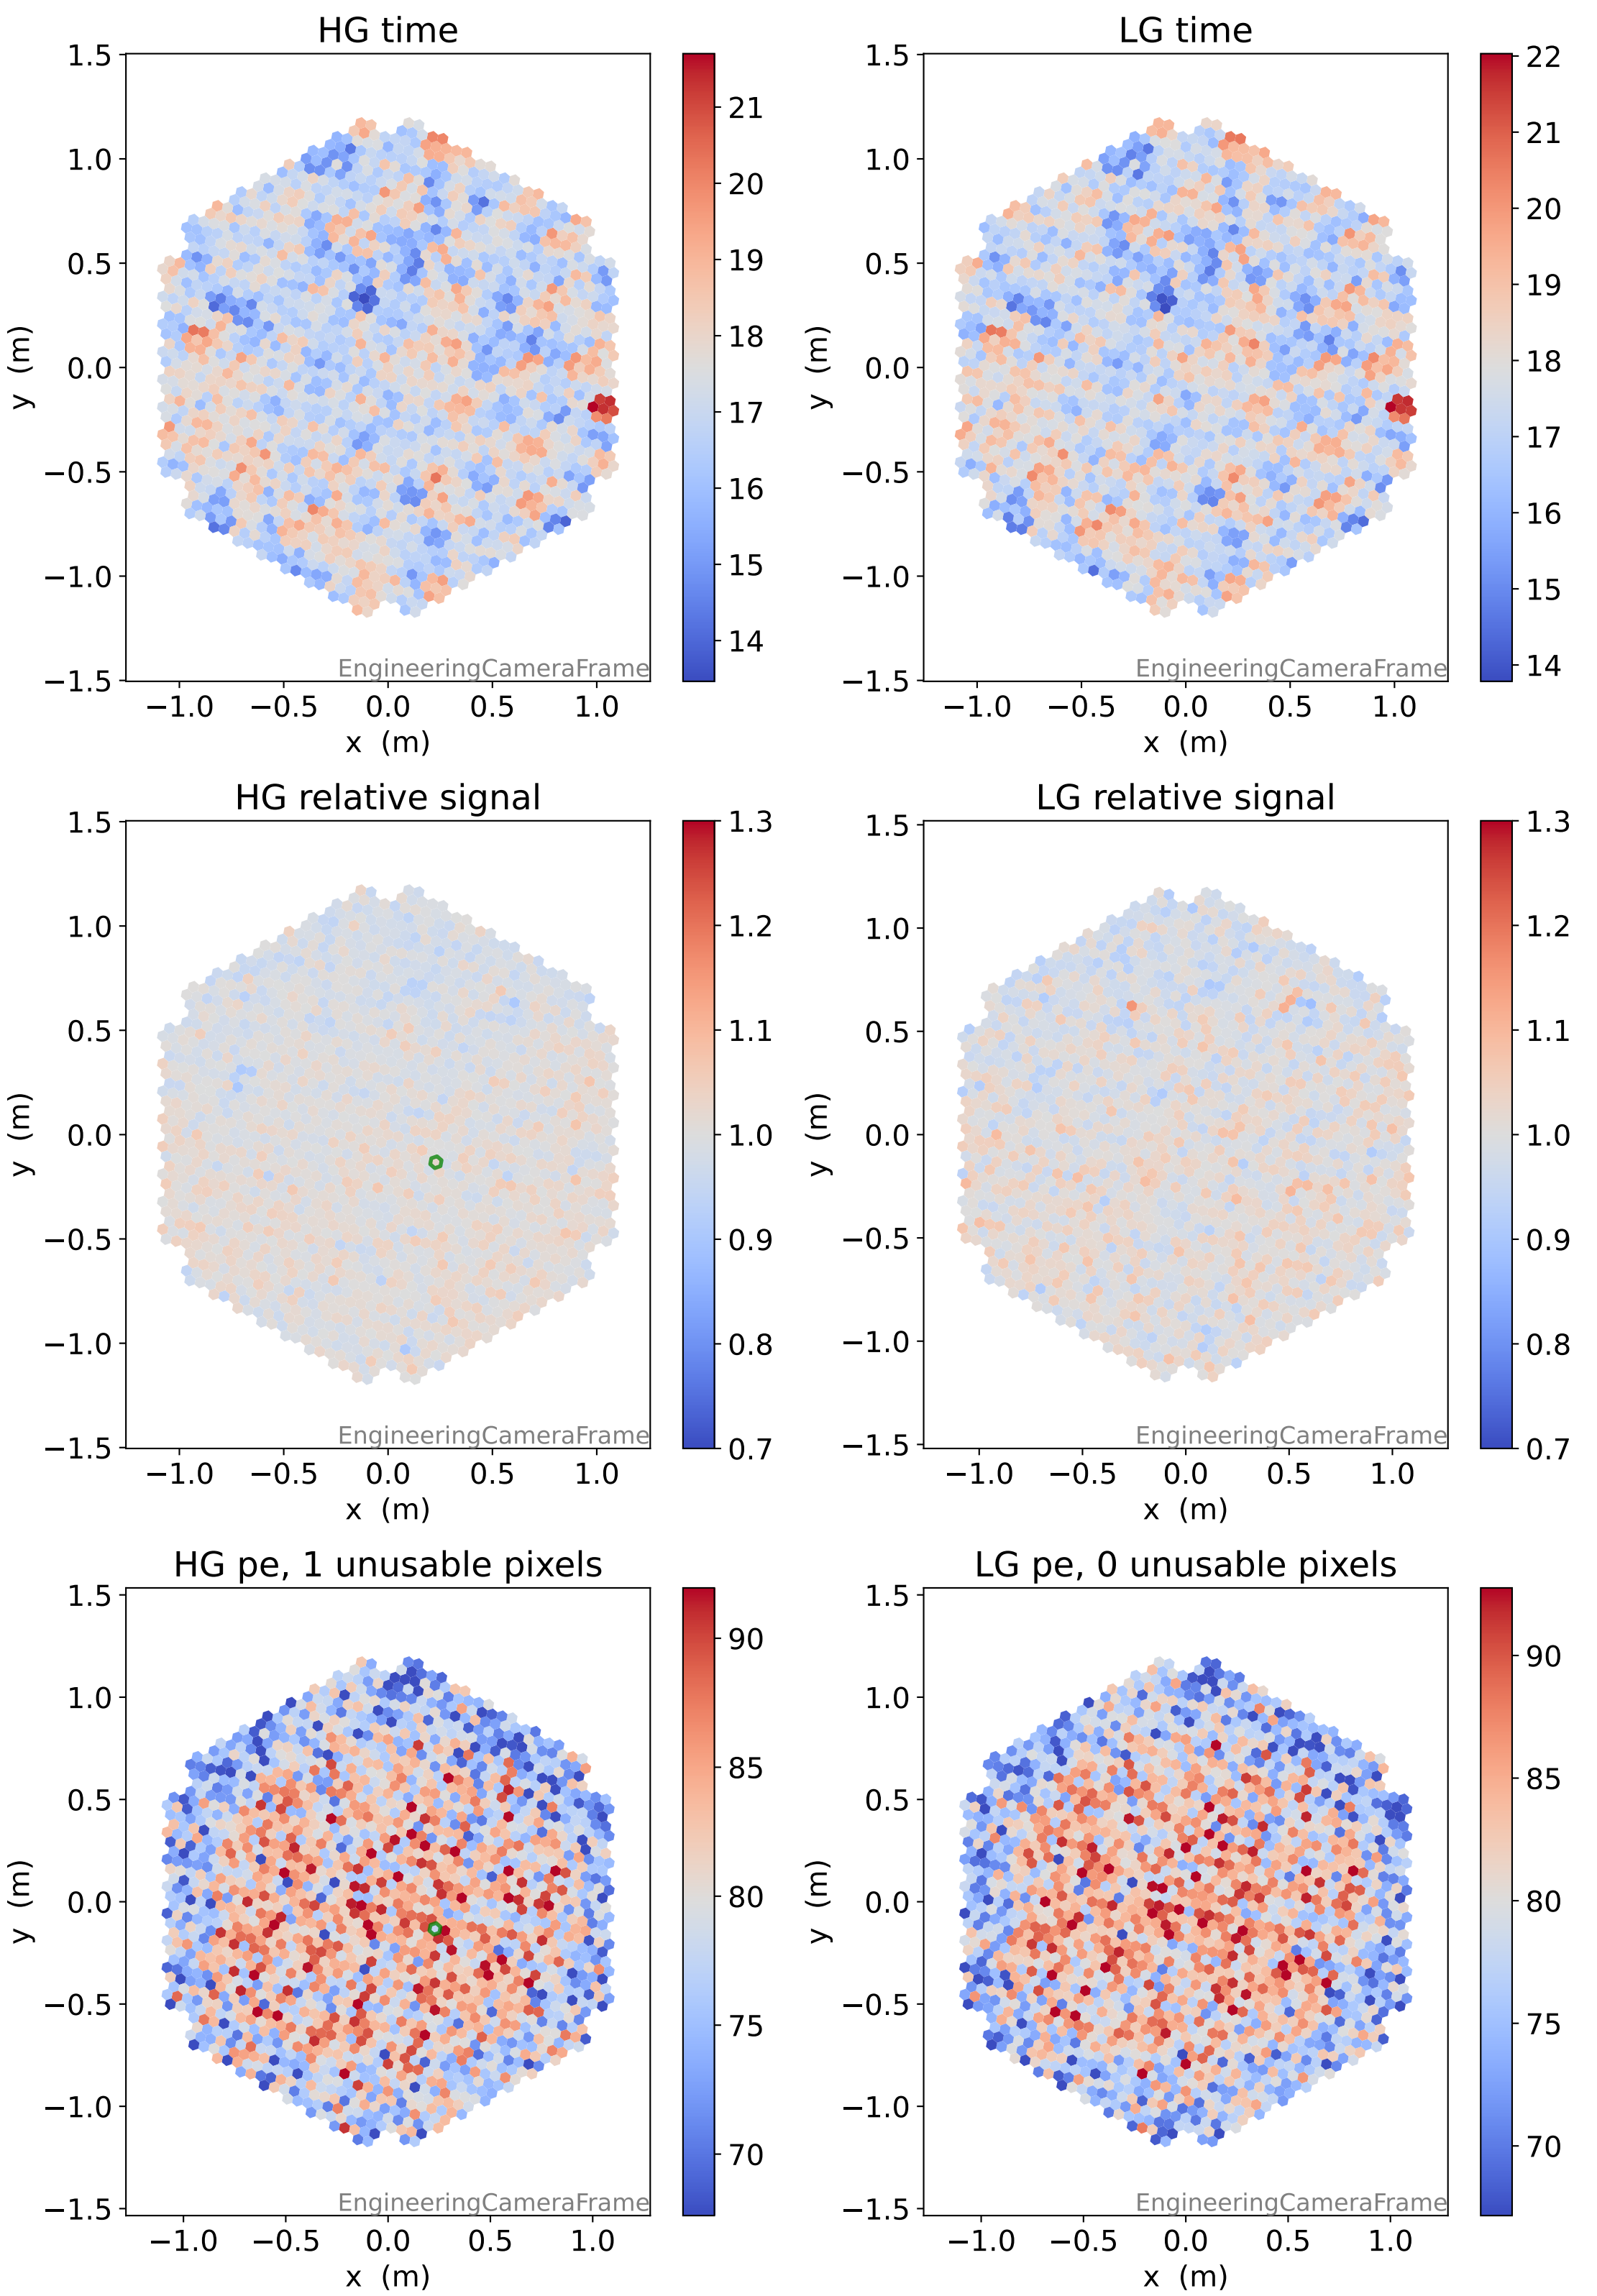 HG time
LG time
1.5
1.0
0.5
0.0
−0.5
−1.0
−1.5
y (m)
−1.0 −0.5 0.0 0.5 1.0
x (m)
EngineeringCameraFrame
21
20
19
18
17
16
15
14
1.5
1.0
0.5
0.0
−0.5
−1.0
−1.5
y (m)
−1.0 −0.5 0.0 0.5 1.0
x (m)
EngineeringCameraFrame
22
21
20
19
18
17
16
15
14
HG relative signal
LG relative signal
1.5
1.0
0.5
0.0
−0.5
−1.0
−1.5
y (m)
−1.0 −0.5 0.0 0.5 1.0
x (m)
EngineeringCameraFrame
1.3
1.2
1.1
1.0
0.9
0.8
0.7
1.5
1.0
0.5
0.0
−0.5
−1.0
−1.5
y (m)
−1.0 −0.5 0.0 0.5 1.0
x (m)
EngineeringCameraFrame
1.3
1.2
1.1
1.0
0.9
0.8
0.7
HG pe, 1 unusable pixels
LG pe, 0 unusable pixels
1.5
1.0
0.5
0.0
−0.5
−1.0
−1.5
y (m)
−1.0 −0.5 0.0 0.5 1.0
x (m)
EngineeringCameraFrame
90
85
80
75
70
1.5
1.0
0.5
0.0
−0.5
−1.0
−1.5
y (m)
−1.0 −0.5 0.0 0.5 1.0
x (m)
EngineeringCameraFrame
90
85
80
75
70